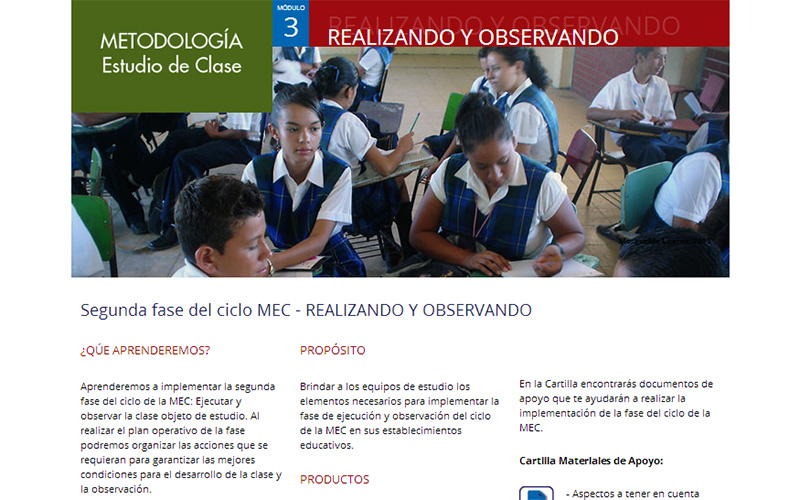 METODOLOGÍA
Estudio de Clase
MÓDULO
3
REALIZANDO Y OBSERVANDO
REALIZANDO Y OBSERVANDO
Segunda fase del ciclo MEC - REALIZANDO Y OBSERVANDO
¿QÚE APRENDEREMOS?
Aprenderemos a implementar la segunda
fase del ciclo de la MEC: Ejecutar y
observar la clase objeto de estudio. Al
realizar el plan operativo de la fase
podremos organizar las acciones que se
requieran para garantizar las mejores
condiciones para el desarrollo de la clase y
la observación.
PROPÓSITO
Brindar a los equipos de estudio los
elementos necesarios para implementar la
fase de ejecución y observación del ciclo
de la MEC en sus establecimientos
educativos.
PRODUCTOS
En la Cartilla encontrarás documentos de
apoyo que te ayudarán a realizar la
implementación de la fase del ciclo de la
MEC.
Cartilla Materiales de Apoyo:
- Aspectos a tener en cuenta